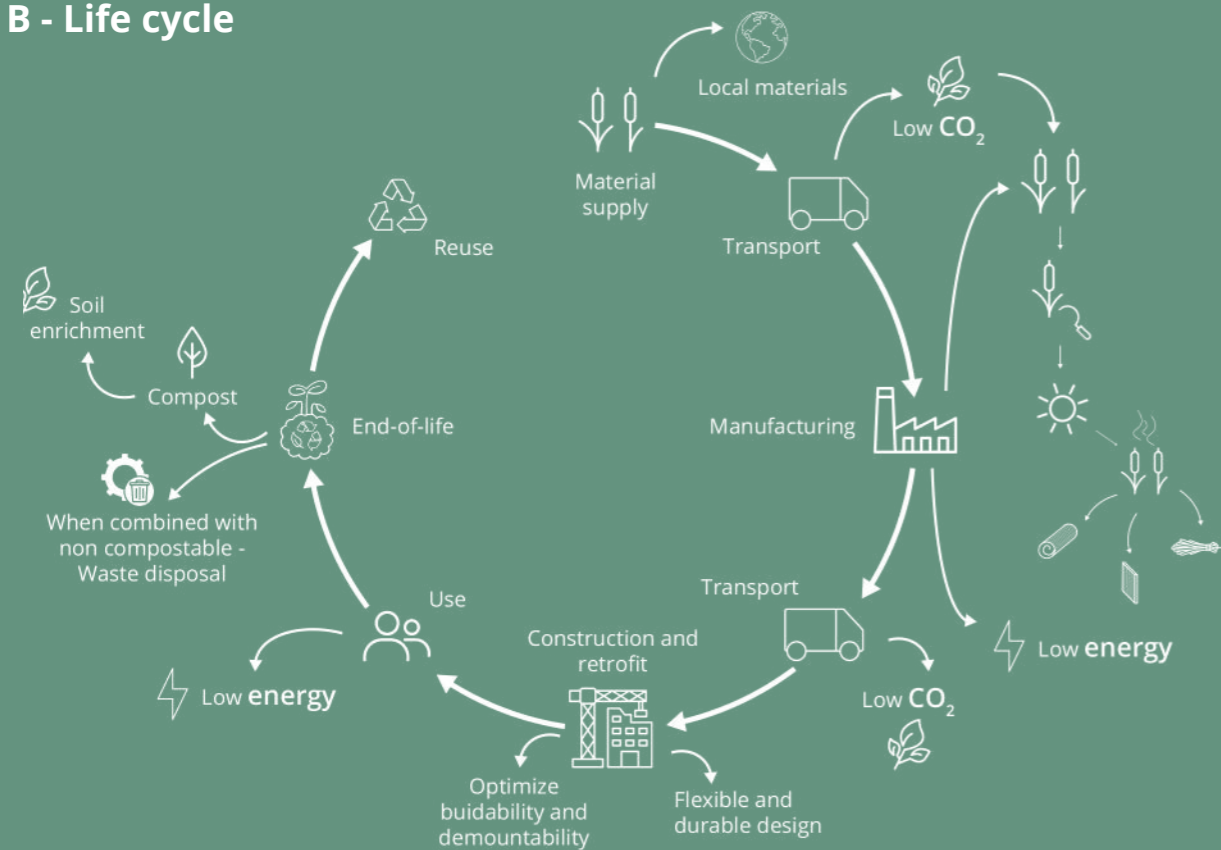 B - Life cycle
Local materials
Low CO₂
Material
supply
Transport
Reuse
Soil
enrichment
Compost
End-of-life
Manufacturing
When combined with
non compostable -
Waste disposal
Use
Transport
Construction and
retrofit
Low energy
Low energy
Low CO₂
Optimize
buidability and
demountability
Flexible and
durable design